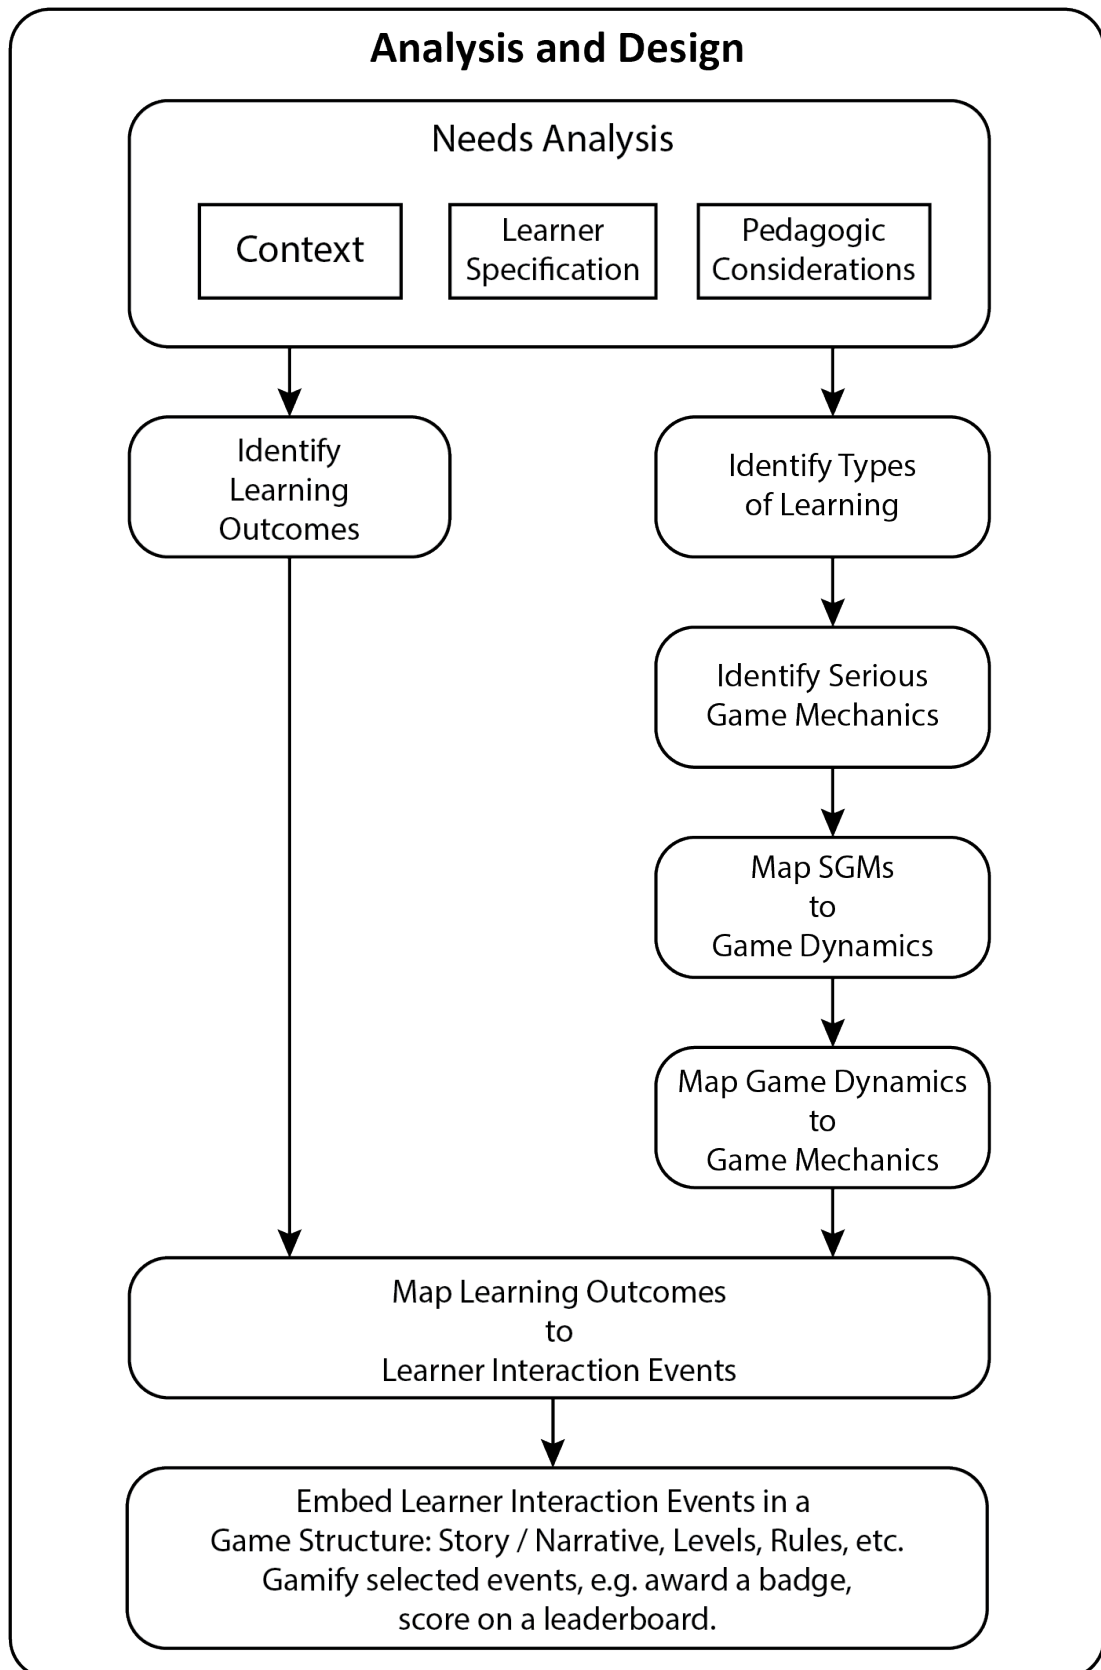 Analysis and Design
Needs Analysis
Context
Learner
Specification
Pedagogic
Considerations
Identify
Learning
Outcomes
Identify Types
of Learning
Identify Serious
Game Mechanics
Map SGMs
to
Game Dynamics
Map Game Dynamics
to
Game Mechanics
Map Learning Outcomes
to
Learner Interaction Events
Embed Learner Interaction Events in a
Game Structure: Story / Narrative, Levels, Rules, etc.
Gamify selected events, e.g. award a badge,
score on a leaderboard.